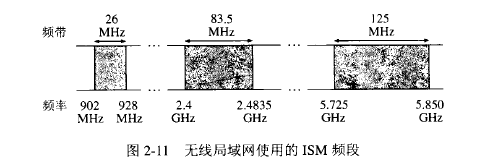 频带 26 MHz 83.5 MHz 125 MHz
... ... ...
频率 902 MHz 928 MHz 2.4 GHz 2.4835 GHz 5.725 GHz 5.850 GHz
图 2-11 无线局域网使用的 ISM 频段